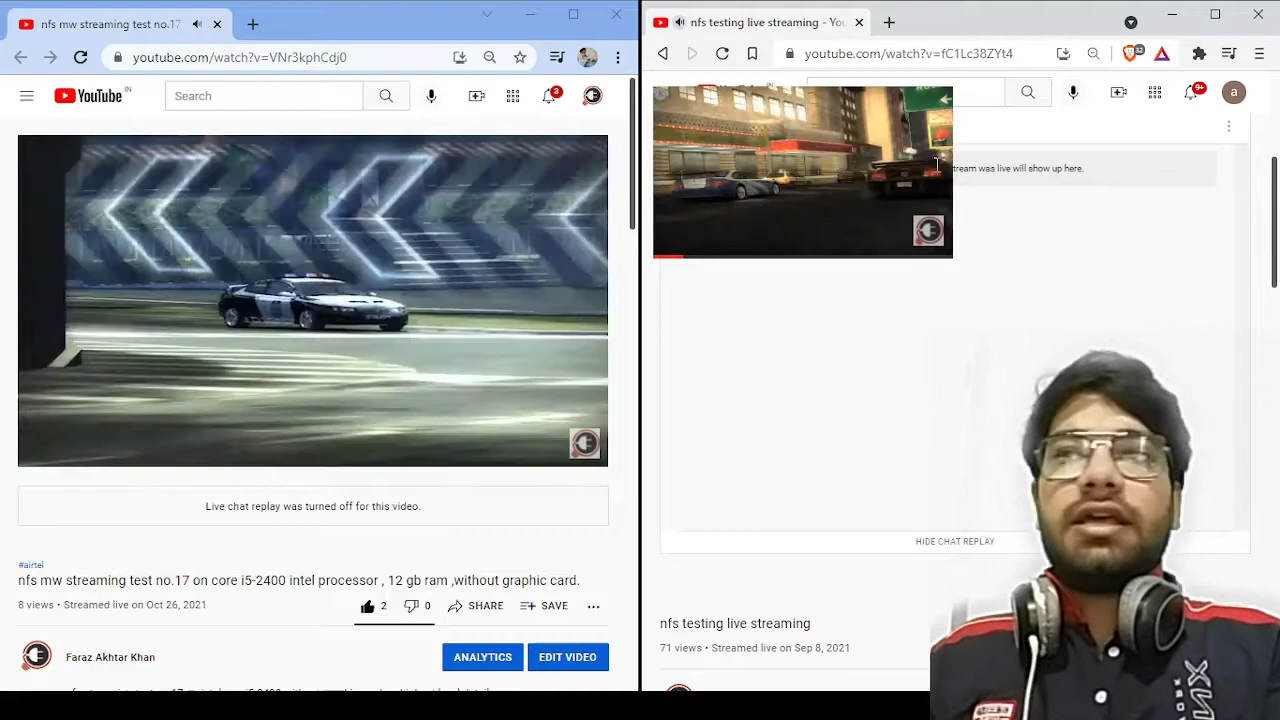 nfs mw streaming test no.17
youtube.com/watch?v=VNr3kphCdj0
YouTube IN
Search
3
#airtel
Live chat replay was turned off for this video.
nfs mw streaming test no.17 on core i5-2400 intel processor , 12 gb ram ,without graphic card.
8 views • Streamed live on Oct 26, 2021
2
0
SHARE
SAVE
Faraz Akhtar Khan
ANALYTICS
EDIT VIDEO
nfs testing live streaming - You
youtube.com/watch?v=fC1Lc38ZYt4
IN
9+
a
tream was live will show up here.
HIDE CHAT REPLAY
nfs testing live streaming
71 views • Streamed live on Sep 8, 2021